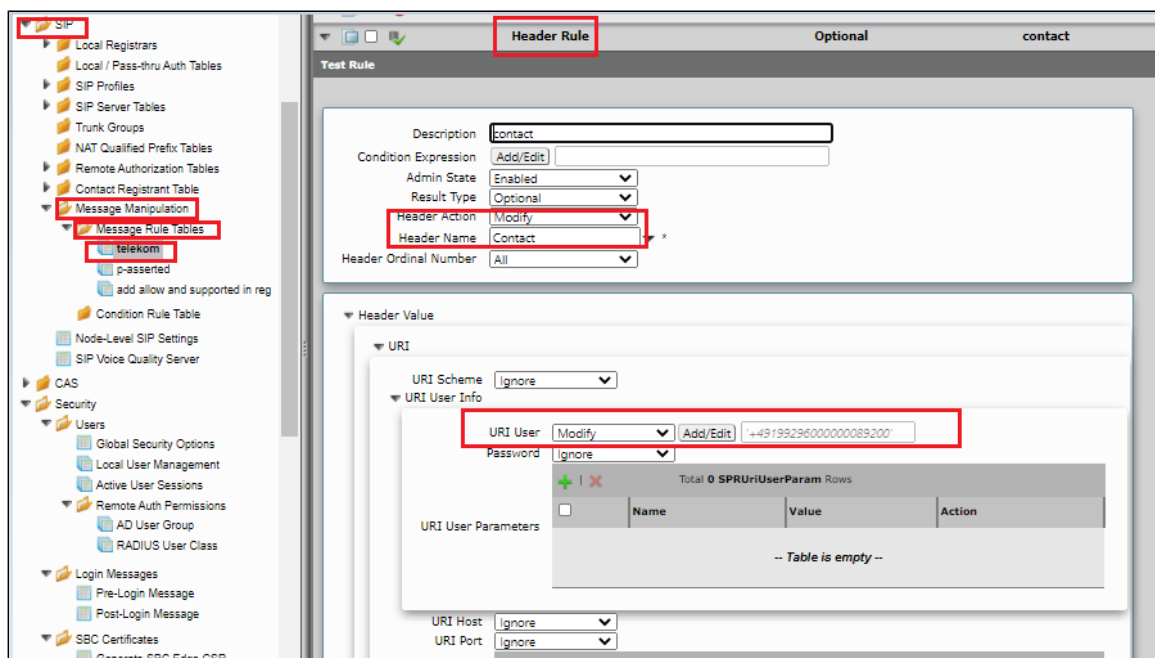 SIP
Local Registrars
Local / Pass-thru Auth Tables
SIP Profiles
SIP Server Tables
Trunk Groups
NAT Qualified Prefix Tables
Remote Authorization Tables
Contact Registrant Table
Message Manipulation
Message Rule Tables
telekom
p-asserted
add allow and supported in reg
Condition Rule Table
Node-Level SIP Settings
SIP Voice Quality Server
CAS
Security
Users
Global Security Options
Local User Management
Active User Sessions
Remote Auth Permissions
AD User Group
RADIUS User Class
Login Messages
Pre-Login Message
Post-Login Message
SBC Certificates
Generate SBC Edge CSR
Header Rule Optional contact
Test Rule
Description contact
Condition Expression Add/Edit
Admin State Enabled
Result Type Optional
Header Action Modify
Header Name Contact *
Header Ordinal Number All
Header Value
URI
URI Scheme Ignore
URI User Info
URI User Modify Add/Edit '+49199296000000089200'
Password Ignore
Total 0 SPRUriUserParam Rows
Name Value Action
URI User Parameters
-- Table is empty --
URI Host Ignore
URI Port Ignore